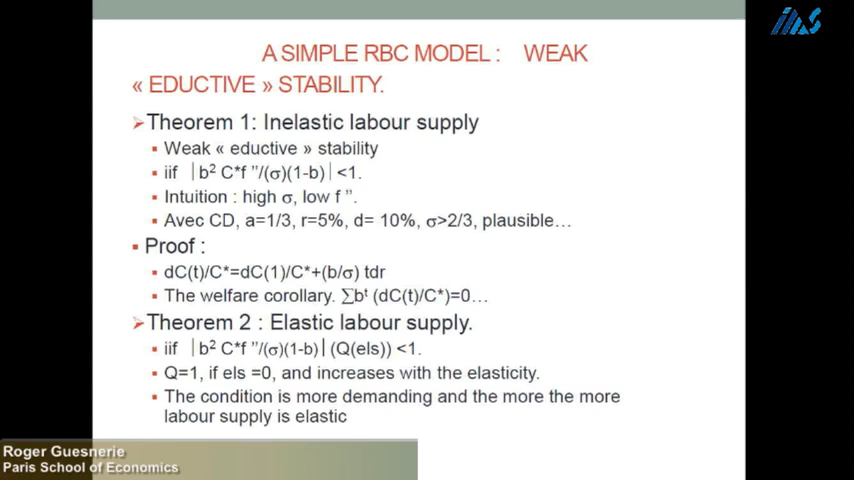 A SIMPLE RBC MODEL : WEAK
« EDUCTIVE » STABILITY.
Theorem 1: Inelastic labour supply
Weak « eductive » stability
iif |b² C*f ''/(σ)(1-b)| <1.
Intuition : high σ, low f ''.
Avec CD, a=1/3, r=5%, d= 10%, σ>2/3, plausible…
Proof :
dC(t)/C*=dC(1)/C*+(b/σ) tdr
The welfare corollary. ∑bᵗ (dC(t)/C*)=0…
Theorem 2 : Elastic labour supply.
iif |b² C*f ''/(σ)(1-b)| (Q(els)) <1.
Q=1, if els =0, and increases with the elasticity.
The condition is more demanding and the more the more
labour supply is elastic
Roger Guesnerie
Paris School of Economics